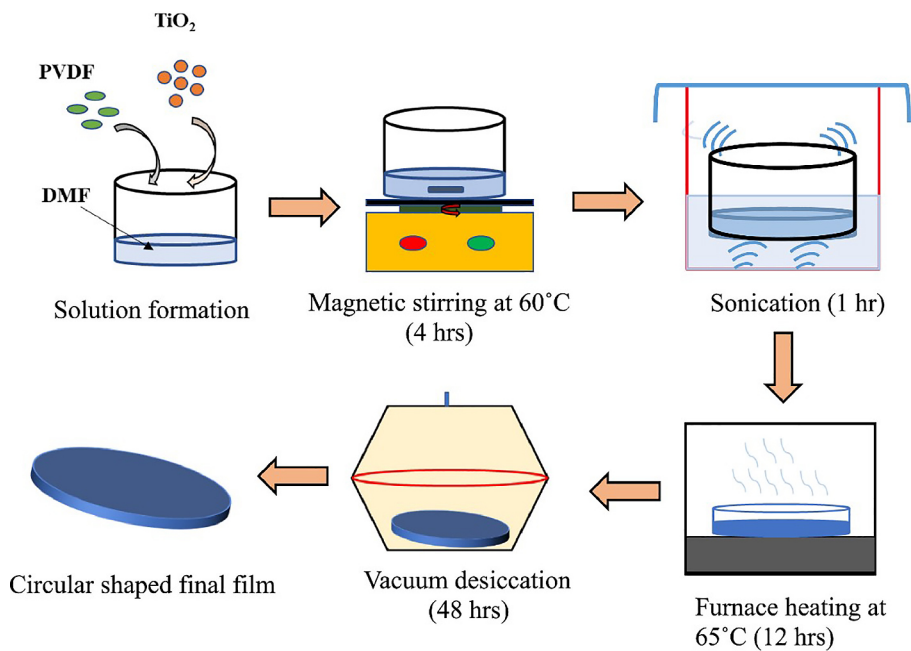 TiO₂
PVDF
DMF
Solution formation
Magnetic stirring at 60˚C
(4 hrs)
Sonication (1 hr)
Circular shaped final film
Vacuum desiccation
(48 hrs)
Furnace heating at
65˚C (12 hrs)